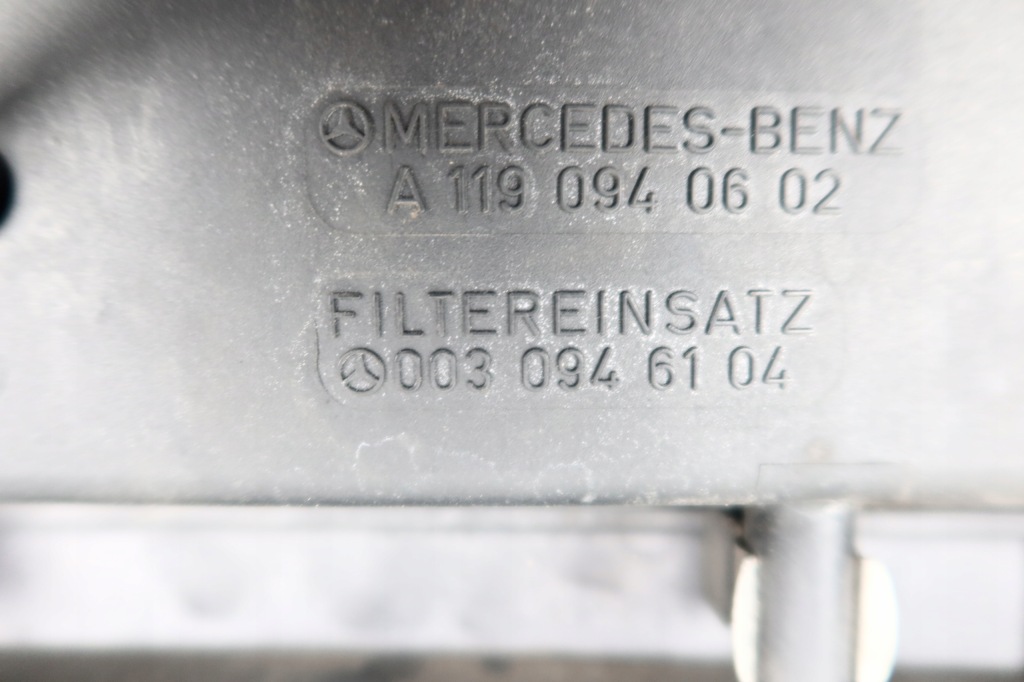 MERCEDES-BENZ
A 119 094 06 02
FILTEREINSATZ
003 094 61 04